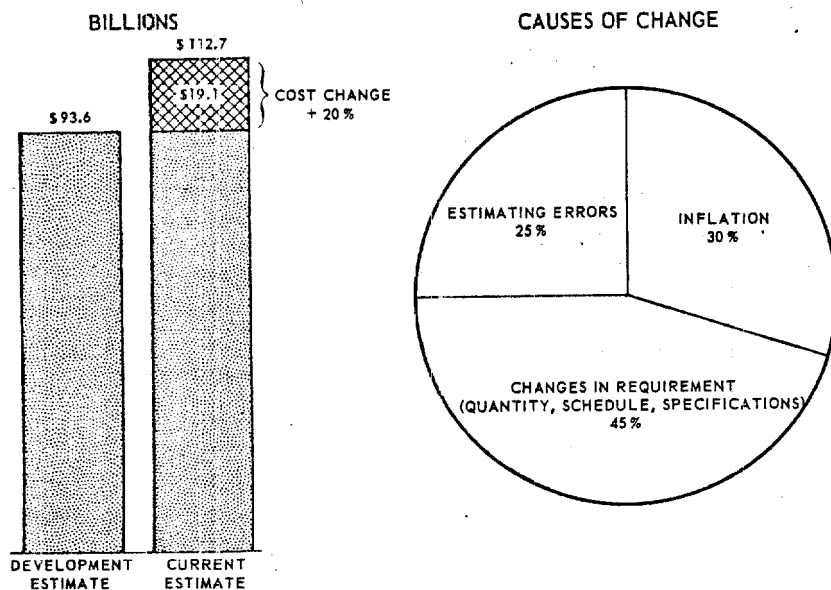 BILLIONS
$112.7
$19.1
COST CHANGE
+ 20%
$93.6
DEVELOPMENT
ESTIMATE
CURRENT
ESTIMATE
CAUSES OF CHANGE
ESTIMATING ERRORS
25%
INFLATION
30%
CHANGES IN REQUIREMENT
(QUANTITY, SCHEDULE, SPECIFICATIONS)
45%